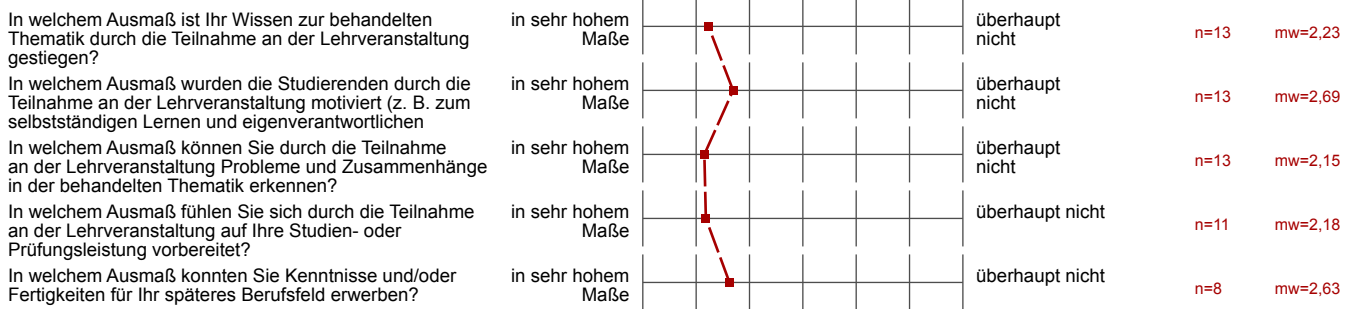 In welchem Ausmaß ist Ihr Wissen zur behandelten
Thematik durch die Teilnahme an der Lehrveranstaltung
gestiegen?
in sehr hohem
Maße
überhaupt
nicht
n=13 mw=2,23
In welchem Ausmaß wurden die Studierenden durch die
Teilnahme an der Lehrveranstaltung motiviert (z. B. zum
selbstständigen Lernen und eigenverantwortlichen
in sehr hohem
Maße
überhaupt
nicht
n=13 mw=2,69
In welchem Ausmaß können Sie durch die Teilnahme
an der Lehrveranstaltung Probleme und Zusammenhänge
in der behandelten Thematik erkennen?
in sehr hohem
Maße
überhaupt
nicht
n=13 mw=2,15
In welchem Ausmaß fühlen Sie sich durch die Teilnahme
an der Lehrveranstaltung auf Ihre Studien- oder
Prüfungsleistung vorbereitet?
in sehr hohem
Maße
überhaupt nicht
n=11 mw=2,18
In welchem Ausmaß konnten Sie Kenntnisse und/oder
Fertigkeiten für Ihr späteres Berufsfeld erwerben?
in sehr hohem
Maße
überhaupt nicht
n=8 mw=2,63